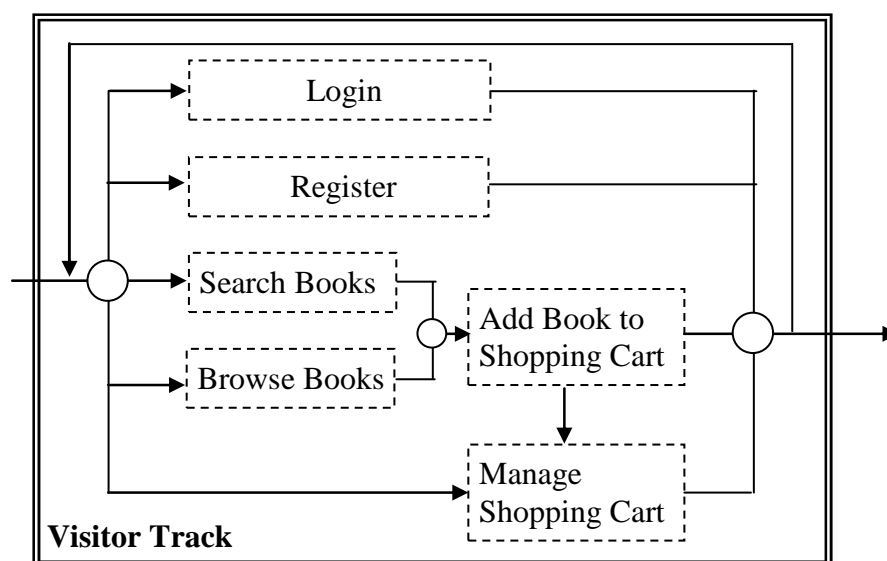 Login
Register
Search Books
Browse Books
Add Book to
Shopping Cart
Manage
Shopping Cart
Visitor Track